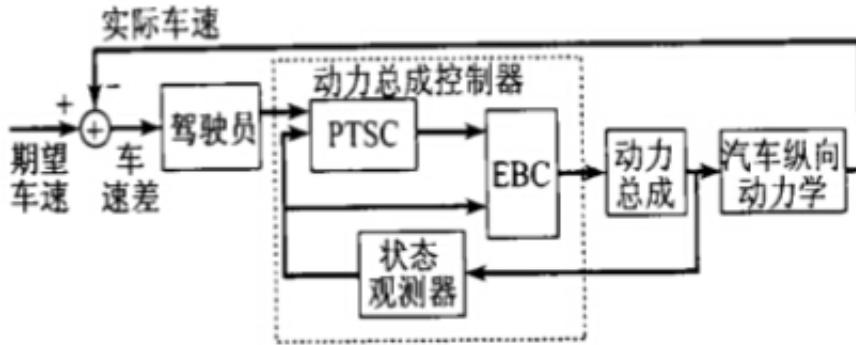 实际车速
动力总成控制器
+
-
+
驾驶员
PTSC
EBC
动力
总成
汽车纵向
动力学
期望
车速
车
速差
状态
观测器